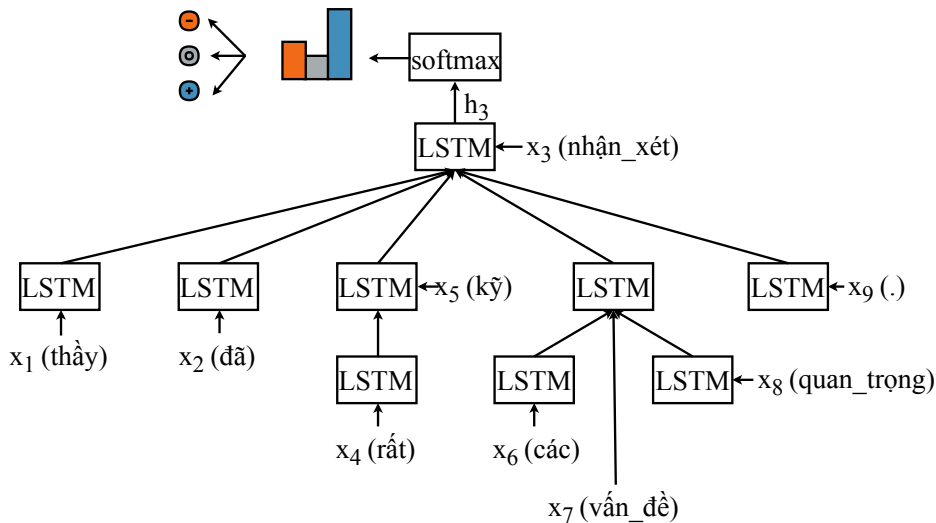 softmax
h3
LSTM x3 (nhận_xét)
LSTM LSTM LSTM x5 (kỹ) LSTM LSTM x9 (.)
x1 (thầy) x2 (đã) LSTM LSTM LSTM x8 (quan_trọng)
x4 (rất) x6 (các)
x7 (vấn_đề)